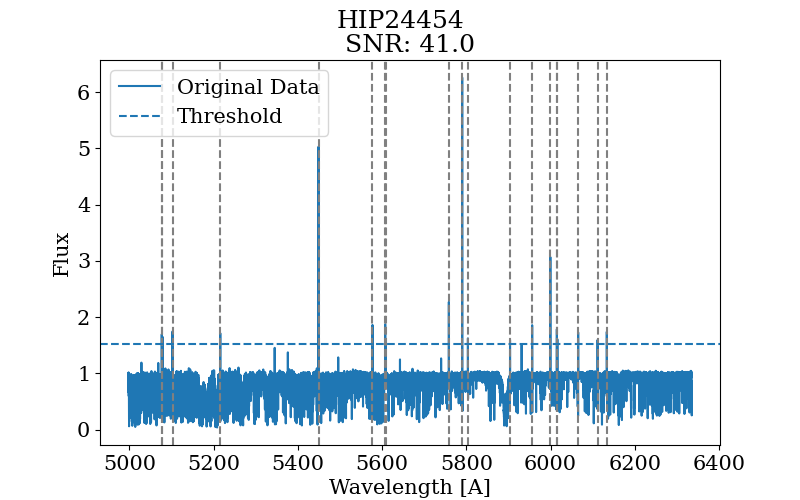 HIP24454
SNR: 41.0
Original Data
Threshold
Flux
6
5
4
3
2
1
0
5000 5200 5400 5600 5800 6000 6200 6400
Wavelength [A]